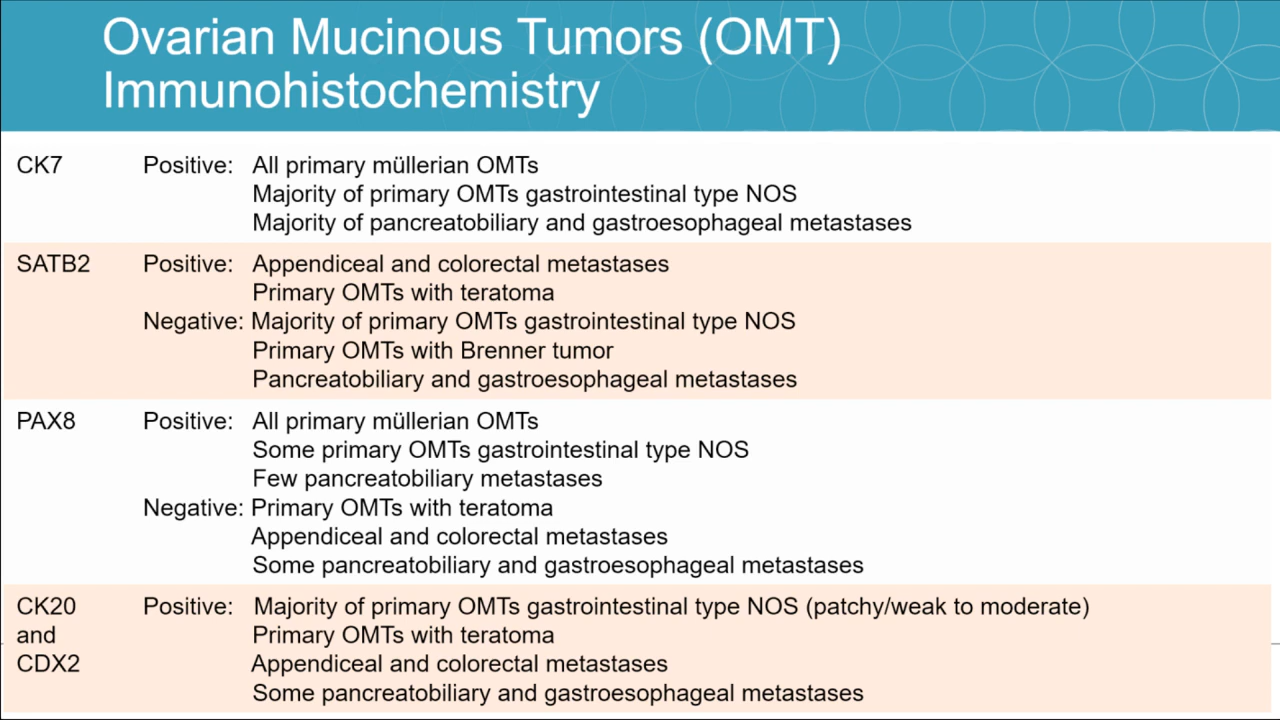 Ovarian Mucinous Tumors (OMT)
Immunohistochemistry
CK7 Positive: All primary müllerian OMTs
Majority of primary OMTs gastrointestinal type NOS
Majority of pancreatobiliary and gastroesophageal metastases
SATB2 Positive: Appendiceal and colorectal metastases
Primary OMTs with teratoma
Negative: Majority of primary OMTs gastrointestinal type NOS
Primary OMTs with Brenner tumor
Pancreatobiliary and gastroesophageal metastases
PAX8 Positive: All primary müllerian OMTs
Some primary OMTs gastrointestinal type NOS
Few pancreatobiliary metastases
Negative: Primary OMTs with teratoma
Appendiceal and colorectal metastases
Some pancreatobiliary and gastroesophageal metastases
CK20 Positive: Majority of primary OMTs gastrointestinal type NOS (patchy/weak to moderate)
and Primary OMTs with teratoma
CDX2 Appendiceal and colorectal metastases
Some pancreatobiliary and gastroesophageal metastases